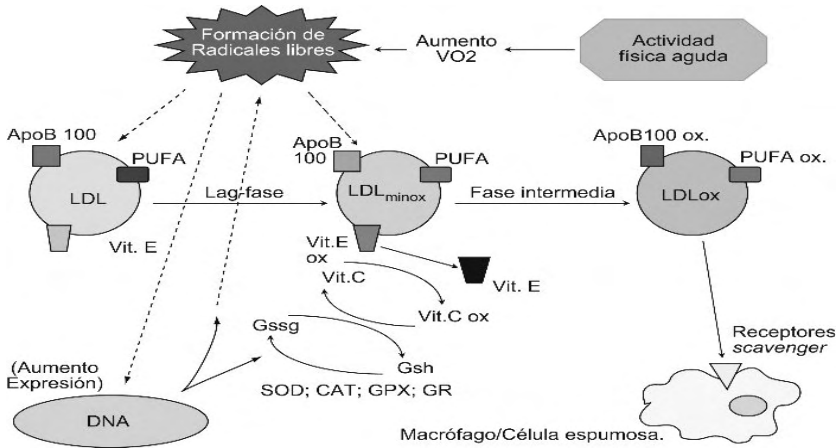 Formación de
Radicales libres
Aumento
VO2
Actividad
física aguda
ApoB 100
PUFA
LDL
Vit. E
Lag-fase
ApoB
100
PUFA
LDLminox
Fase intermedia
ApoB100 ox.
PUFA ox.
LDLox
Vit.E
ox
Vit. E
Vit.C
Vit.C ox
Gssg
Gsh
SOD; CAT; GPX; GR
(Aumento
Expresión)
DNA
Receptores
scavenger
Macrófago/Célula espumosa.